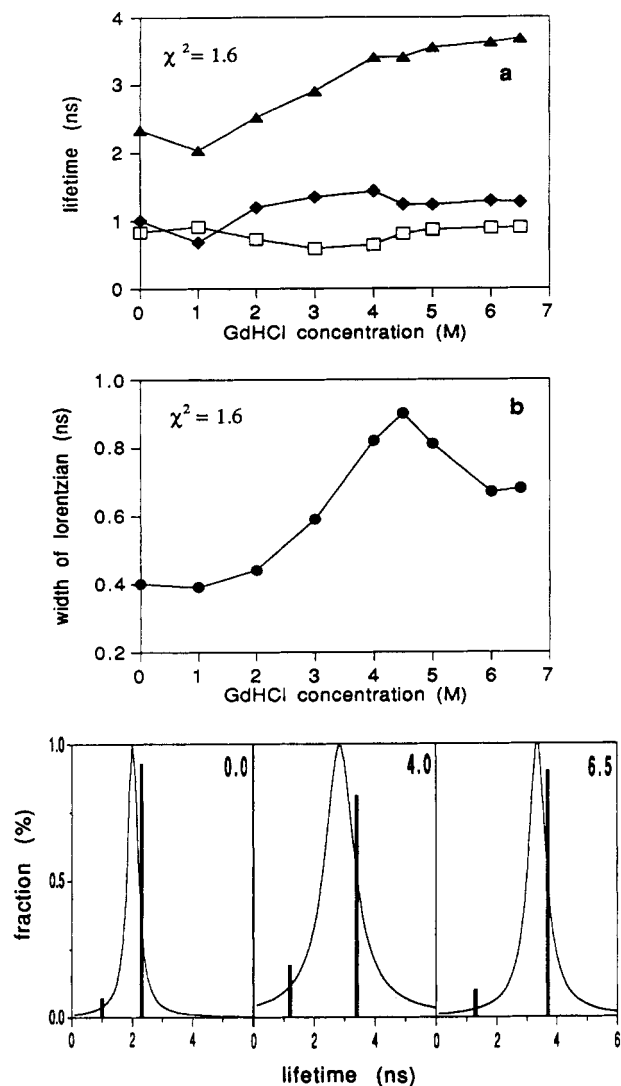 4
χ² = 1.6
a
3
lifetime (ns)
2
1
0
0 1 2 3 4 5 6 7
GdHCl concentration (M)
1.0
χ² = 1.6
b
0.8
width of lorentzian (ns)
0.6
0.4
0.2
0 1 2 3 4 5 6 7
GdHCl concentration (M)
1.0
0.0 4.0 6.5
fraction (%)
0.5
0.0
0 2 4 0 2 4 0 2 4 6
lifetime (ns)